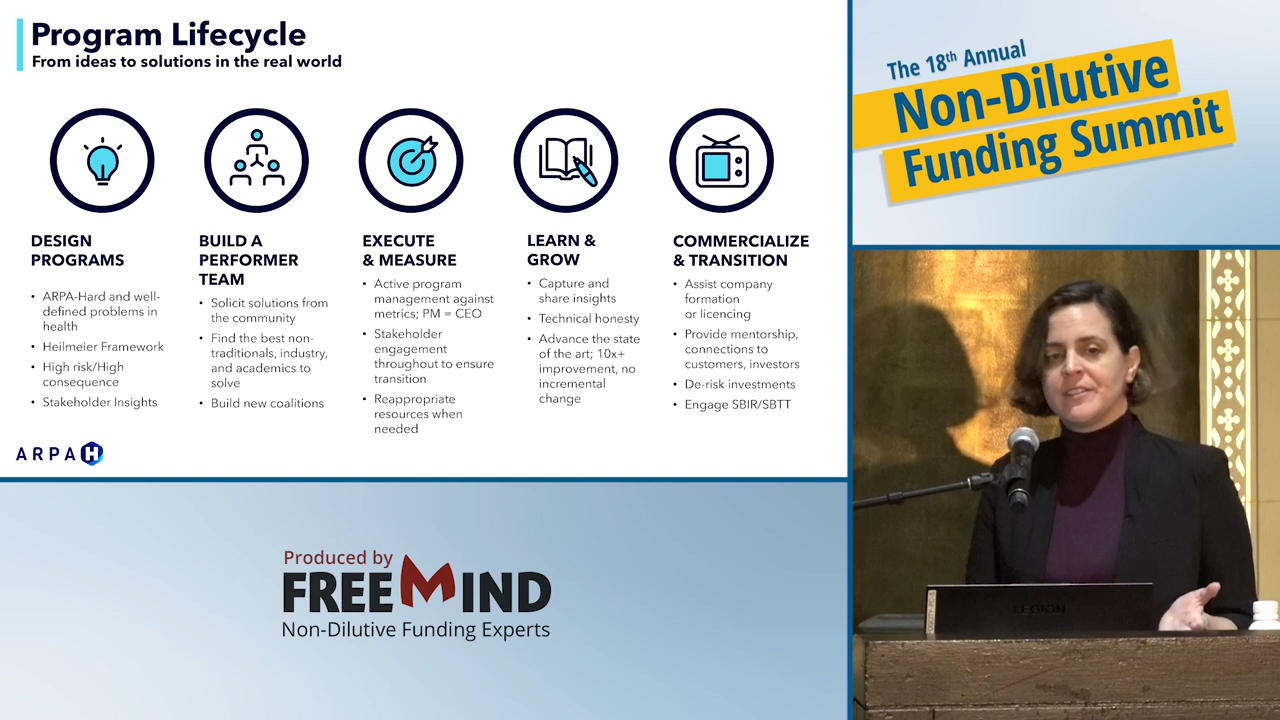 Program Lifecycle
From ideas to solutions in the real world
DESIGN
PROGRAMS
• ARPA-Hard and well-
defined problems in
health
• Heilmeier Framework
• High risk/High
consequence
• Stakeholder Insights
BUILD A
PERFORMER
TEAM
• Solicit solutions from
the community
• Find the best non-
traditionals, industry,
and academics to
solve
• Build new coalitions
EXECUTE
& MEASURE
• Active program
management against
metrics; PM = CEO
• Stakeholder
engagement
throughout to ensure
transition
• Reappropriate
resources when
needed
LEARN &
GROW
• Capture and
share insights
• Technical honesty
• Advance the state
of the art; 10x+
improvement, no
incremental
change
COMMERCIALIZE
& TRANSITION
• Assist company
formation
or licencing
• Provide mentorship,
connections to
customers, investors
• De-risk investments
• Engage SBIR/SBTT
ARPA H
The 18th Annual
Non-Dilutive
Funding Summit
LEGION
Produced by
FREEMIND
Non-Dilutive Funding Experts